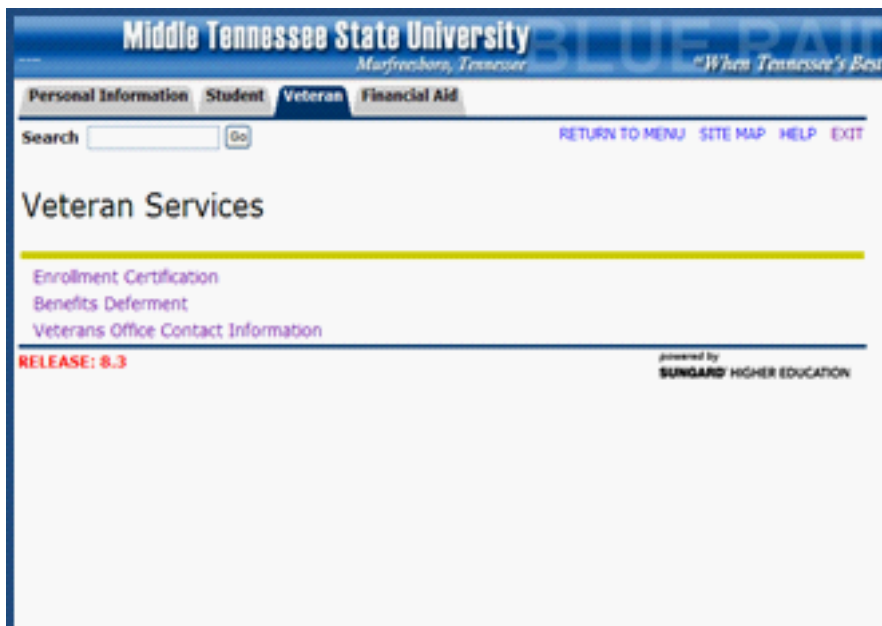 Middle Tennessee State University
Murfreesboro, Tennessee
BLUE RAID
"When Tennessee's Best
Personal Information Student Veteran Financial Aid
Search Go RETURN TO MENU SITE MAP HELP EXIT
Veteran Services
Enrollment Certification
Benefits Deferment
Veterans Office Contact Information
RELEASE: 8.3
powered by
SUNGARD HIGHER EDUCATION